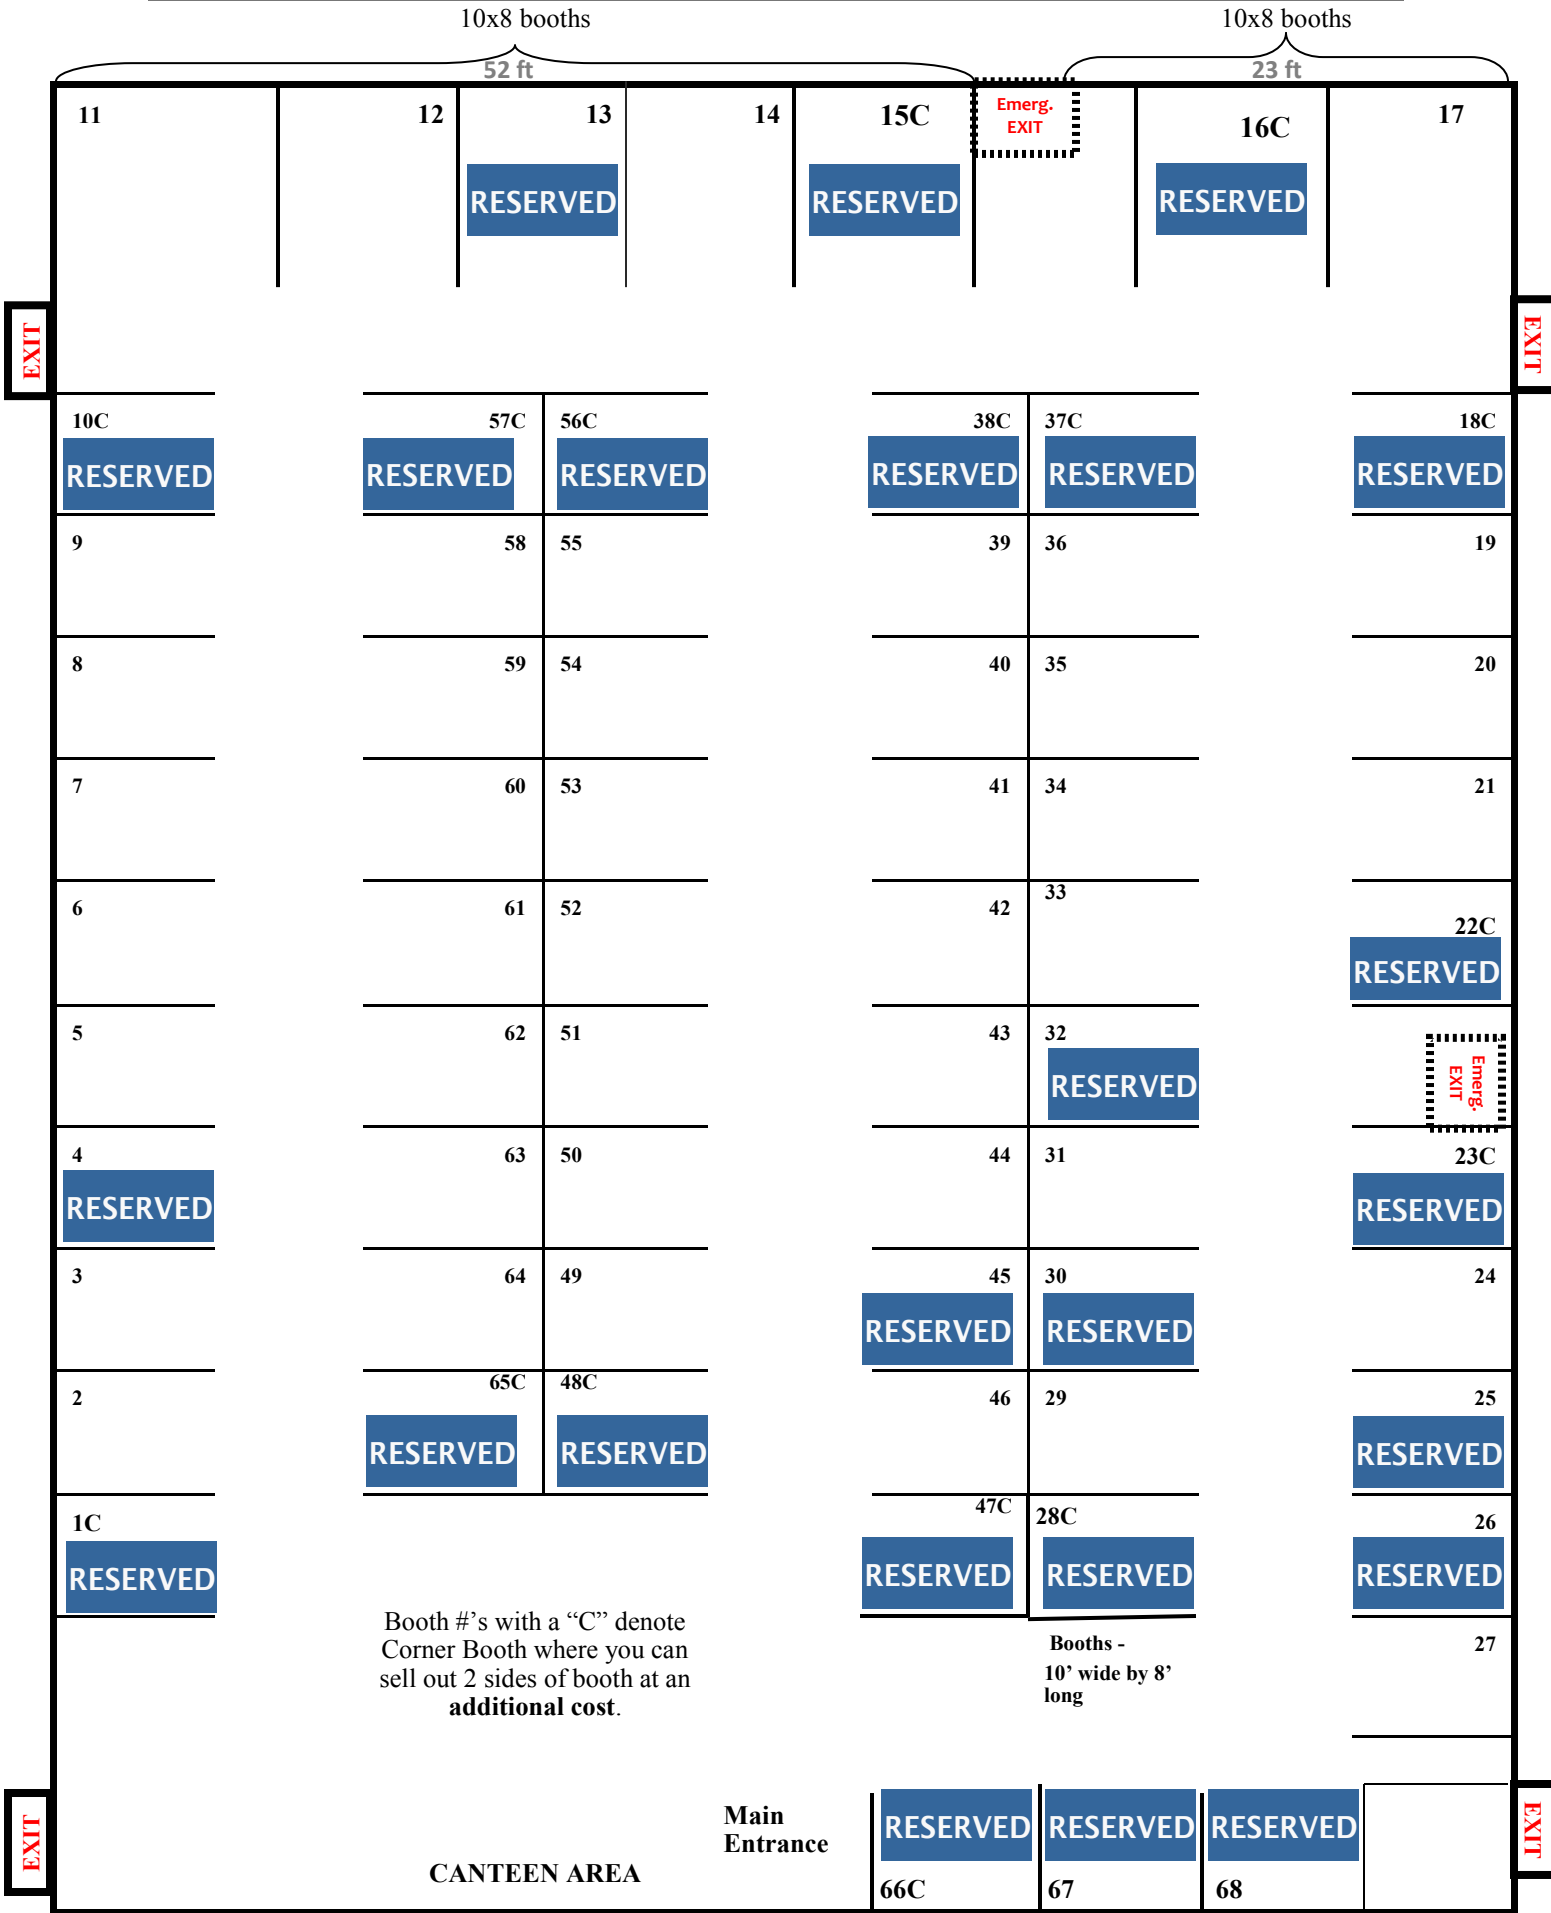 10x8 booths
10x8 booths
52 ft
23 ft
11
12
13
14
15C
Emerg.
EXIT
16C
17
RESERVED
RESERVED
RESERVED
EXIT
EXIT
10C
57C
56C
38C
37C
18C
RESERVED
RESERVED
RESERVED
RESERVED
RESERVED
RESERVED
9
58
55
39
36
19
8
59
54
40
35
20
7
60
53
41
34
21
6
61
52
42
33
22C
RESERVED
5
62
51
43
32
RESERVED
Emerg.
EXIT
4
63
50
44
31
23C
RESERVED
RESERVED
3
64
49
45
30
24
RESERVED
RESERVED
2
65C
48C
46
29
25
RESERVED
RESERVED
RESERVED
1C
47C
28C
26
RESERVED
RESERVED
RESERVED
RESERVED
Booth #'s with a “C” denote
Corner Booth where you can
sell out 2 sides of booth at an
additional cost.
Booths -
10’ wide by 8’
long
27
EXIT
Main
Entrance
RESERVED
RESERVED
RESERVED
EXIT
CANTEEN AREA
66C
67
68